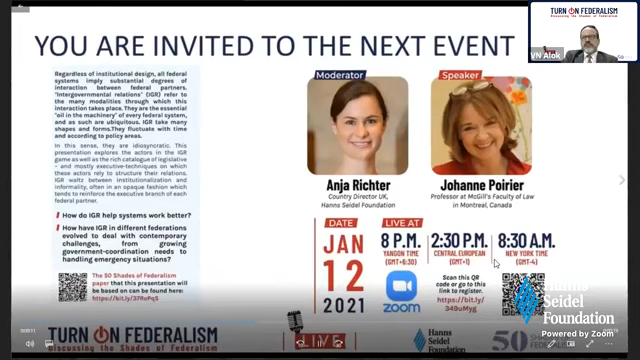 TURN ON FEDERALISM
Discussing the Shades of Federalism
VN Alok
YOU ARE INVITED TO THE NEXT EVENT
Regardless of institutional design, all federal
systems imply substantial degrees of
interaction between federal partners.
"Intergovernmental relations" (IGR) refer to
the many modalities through which this
interaction takes place. They are the essential
"oil in the machinery" of every federal system,
and as such are ubiquitous. IGR take many
shapes and forms. They fluctuate with time
and according to policy areas.
In this sense, they are idiosyncratic. This
presentation explores the actors in the IGR
game as well as the rich catalogue of legislative
- and mostly executive-techniques on which
these actors rely to structure their relations.
IGR waltz between institutionalization and
informality, often in an opaque fashion which
tends to reinforce the executive branch of each
federal partner.
How do IGR help systems work better?
How have IGR in different federations
evolved to deal with contemporary
challenges, from growing
government-coordination needs to
handling emergency situations?
The 50 Shades of Federalism
paper that this presentation will
be based on can be found here:
Moderator
Anja Richter
Country Director UK,
Hanns Seidel Foundation
Speaker
Johanne Poirier
Professor at McGill's Faculty of Law
in Montreal, Canada
DATE
JAN
12
2021
LIVE AT
8 P.M.
YANGON TIME
(GMT+6:30)
2:30 P.M.
CENTRAL EUROPEAN
(GMT+1)
8:30 A.M.
NEW YORK TIME
(GMT-4)
zoom
Scan this QR
code or go to this
link to register.
https://bit.ly/
349uMyg
Hanns
Seidel
Foundation
Powered by Zoom
TURN ON FEDERALISM
Discussing the Shades of Federalism
LIVE
Hanns
Seidel
Foundation
50